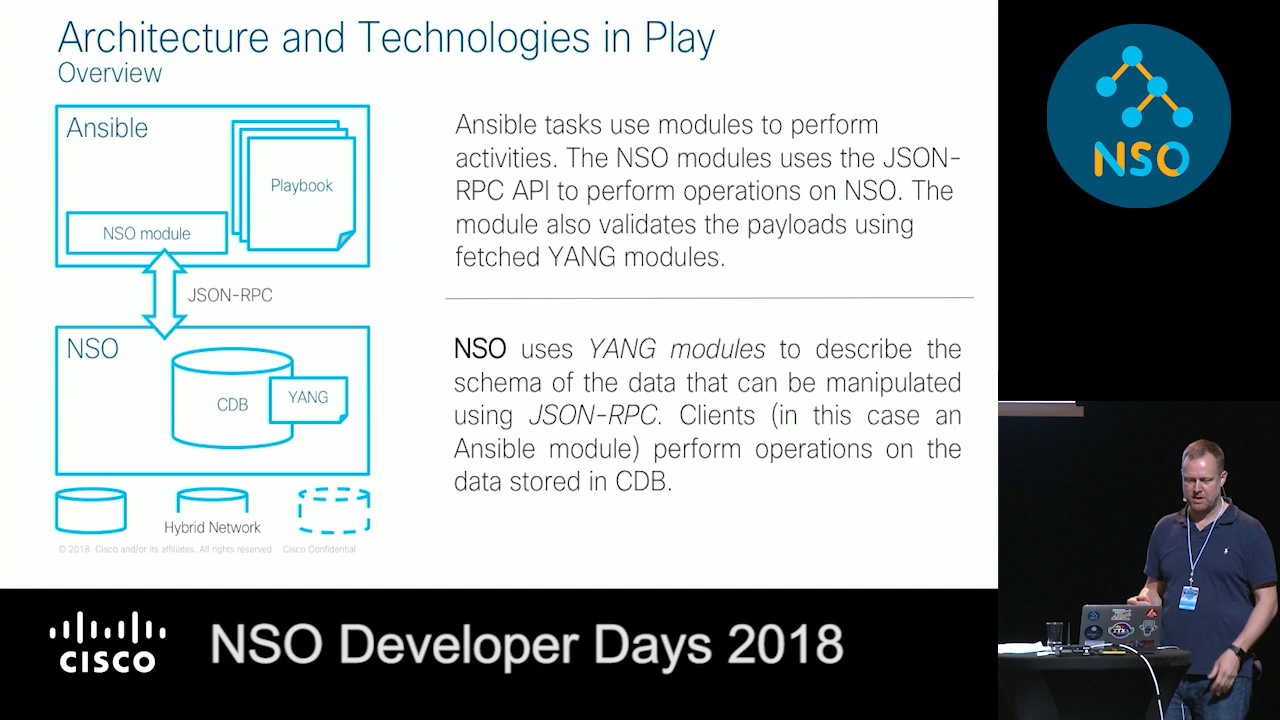 Architecture and Technologies in Play
Overview
Ansible
Playbook
NSO module
JSON-RPC
NSO
CDB
YANG
Hybrid Network
© 2018 Cisco and/or its affiliates. All rights reserved. Cisco Confidential
Ansible tasks use modules to perform
activities. The NSO modules uses the JSON-
RPC API to perform operations on NSO. The
module also validates the payloads using
fetched YANG modules.
NSO uses YANG modules to describe the
schema of the data that can be manipulated
using JSON-RPC. Clients (in this case an
Ansible module) perform operations on the
data stored in CDB.
NSO
CISCO
NSO Developer Days 2018